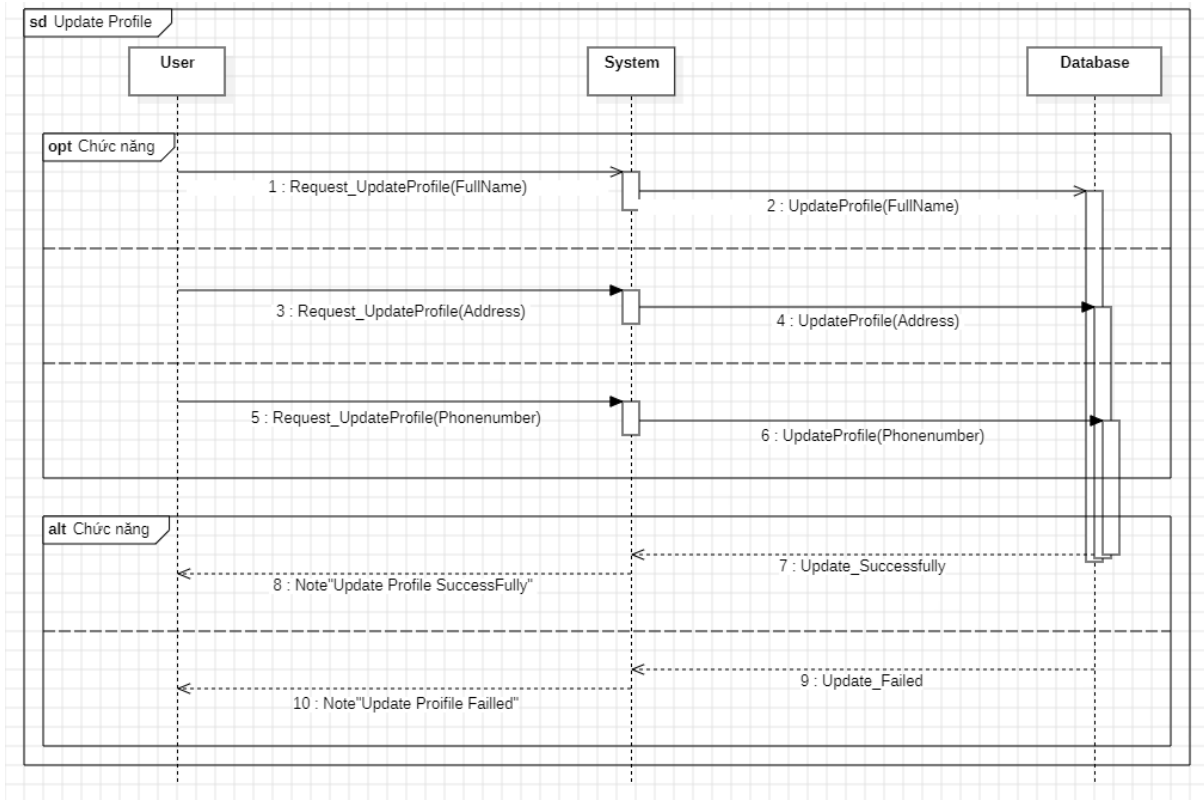 sd Update Profile
User
System
Database
opt Chức năng
1 : Request_UpdateProfile(FullName)
2 : UpdateProfile(FullName)
3 : Request_UpdateProfile(Address)
4 : UpdateProfile(Address)
5 : Request_UpdateProfile(Phonenumber)
6 : UpdateProfile(Phonenumber)
alt Chức năng
7 : Update_Successfully
8 : Note"Update Profile SuccessFully"
9 : Update_Failed
10 : Note"Update Proifile Failled"